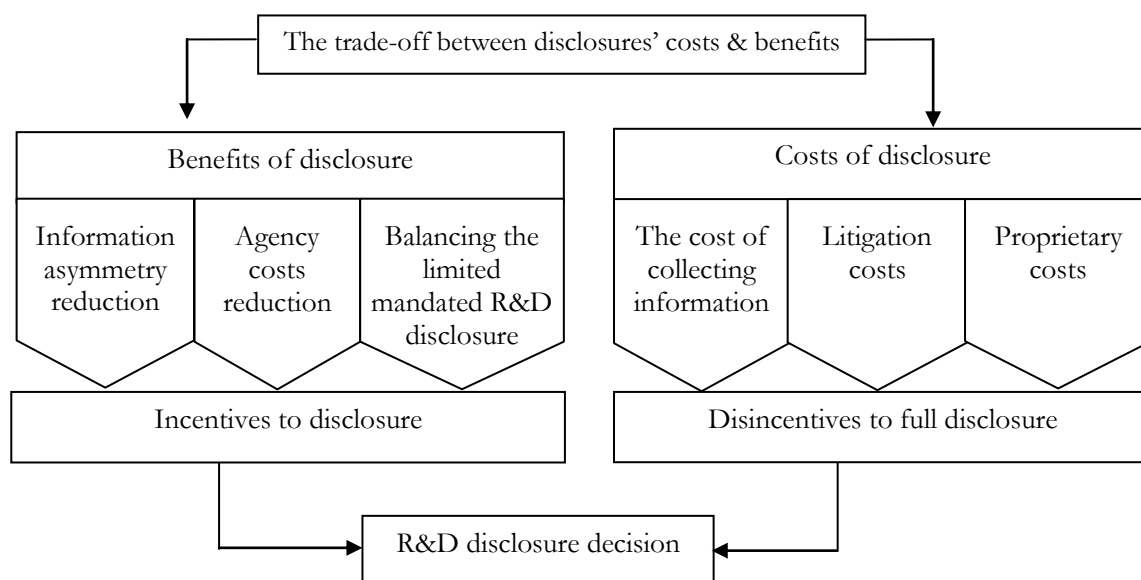 The trade-off between disclosures’ costs & benefits
Benefits of disclosure
Information
asymmetry
reduction
Agency
costs
reduction
Balancing the
limited
mandated R&D
disclosure
Incentives to disclosure
Costs of disclosure
The cost of
collecting
information
Litigation
costs
Proprietary
costs
Disincentives to full disclosure
R&D disclosure decision